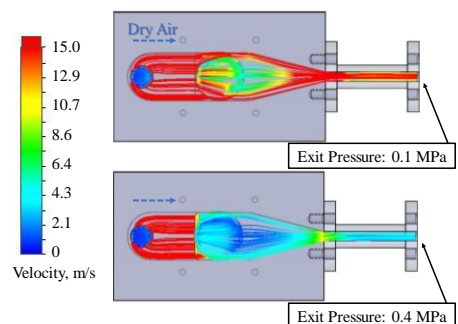 Dry Air
15.0
12.9
10.7
8.6
6.4
4.3
2.1
0
Velocity, m/s
Exit Pressure: 0.1 MPa
Exit Pressure: 0.4 MPa